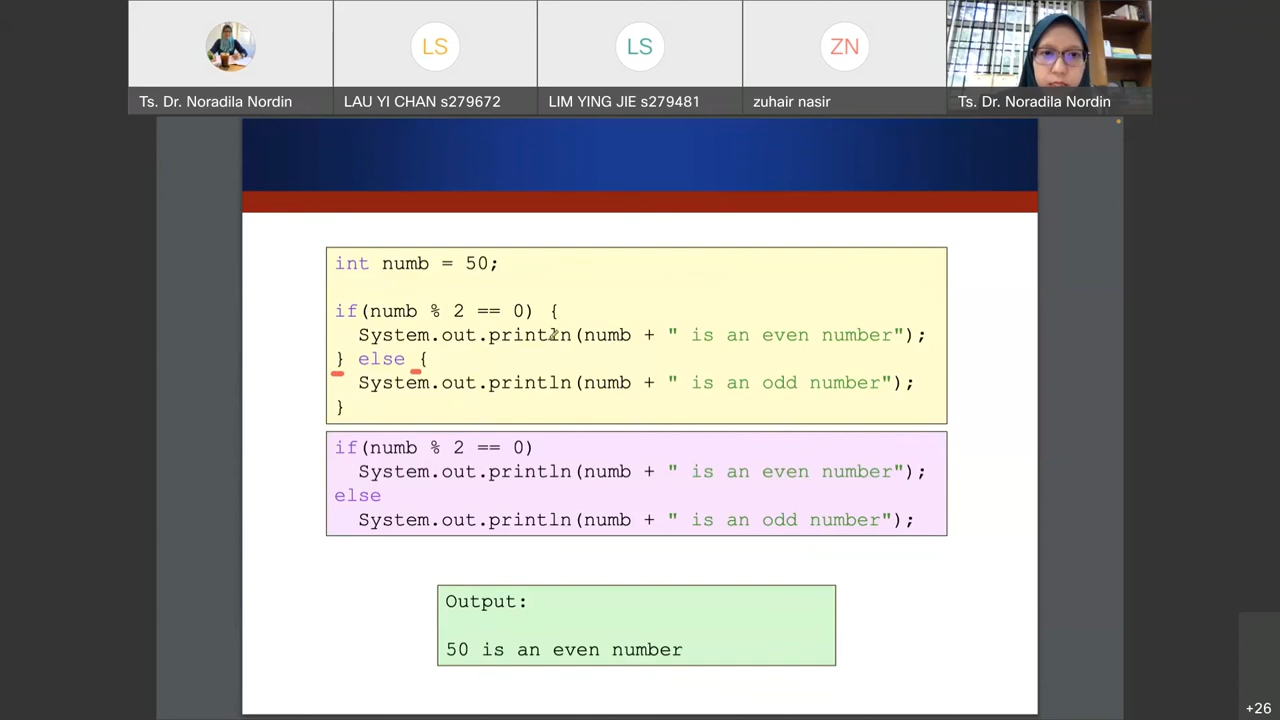 LS
LS
ZN
Ts. Dr. Noradila Nordin
LAU YI CHAN s279672
LIM YING JIE s279481
zuhair nasir
Ts. Dr. Noradila Nordin
int numb = 50;
if(numb % 2 == 0) {
System.out.println(numb + " is an even number");
} else {
System.out.println(numb + " is an odd number");
}
if(numb % 2 == 0)
System.out.println(numb + " is an even number");
else
System.out.println(numb + " is an odd number");
Output:
50 is an even number
+26